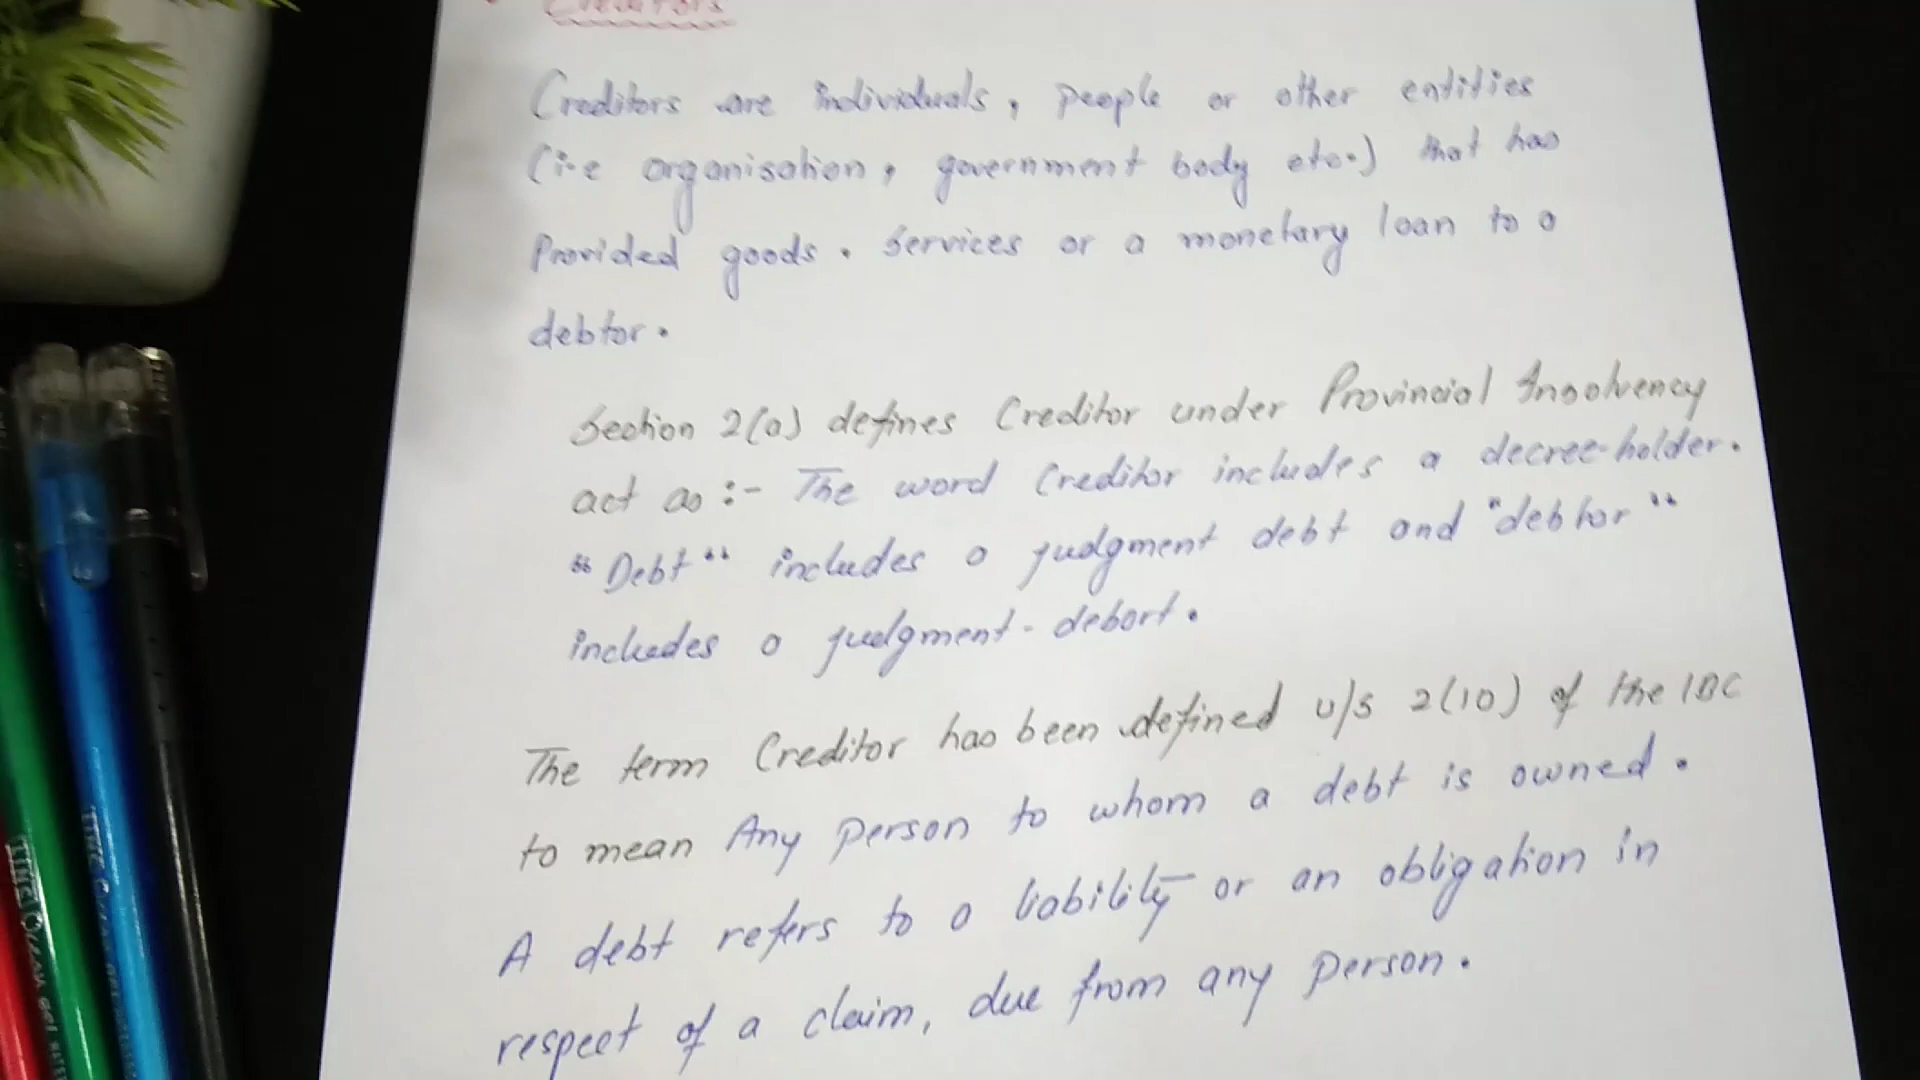 Creditors
Creditors are individuals, people or other entities
(i.e organisation, government body etc.) that has
Provided goods. Services or a monetary loan to a
debtor.
Section 2(a) defines Creditor under Provincial Insolvency
act as :- The word Creditor includes a decree-holder.
"Debt" includes a judgment debt and "debtor"
includes a judgment-debort.
The term Creditor has been defined u/s 2(10) of the IBC
to mean Any person to whom a debt is owned.
A debt refers to a liability or an obligation in
respect of a claim, due from any person.